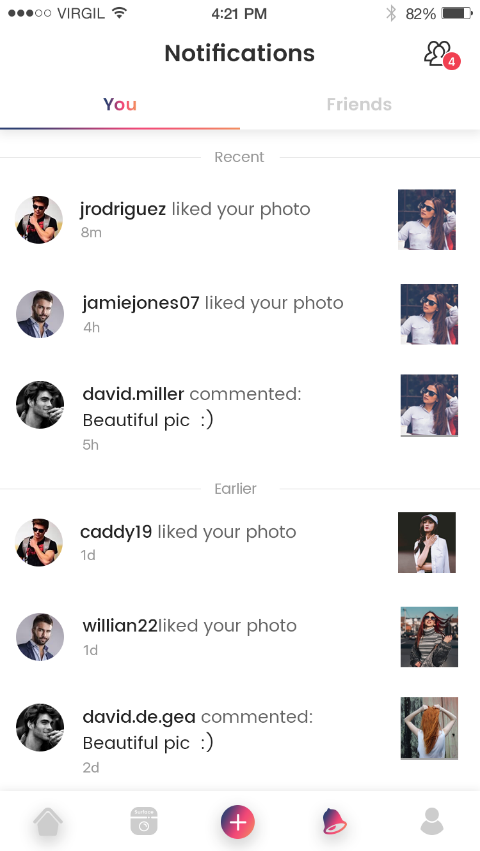 VIRGIL 4:21 PM 82%
Notifications
4
You Friends
Recent
jrodriguez liked your photo
8m
jamiejones07 liked your photo
4h
david.miller commented:
Beautiful pic :)
5h
Earlier
caddy19 liked your photo
1d
willian22liked your photo
1d
david.de.gea commented:
Beautiful pic :)
2d